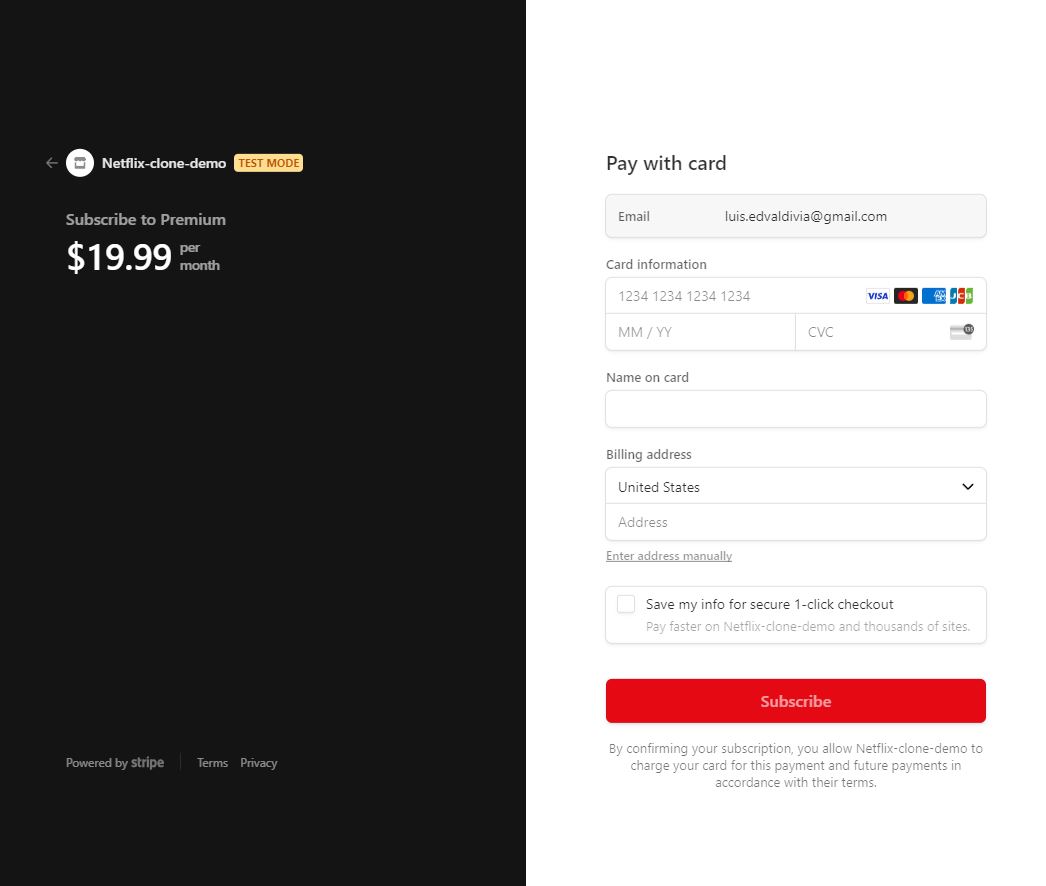 Netflix-clone-demo TEST MODE
Subscribe to Premium
$19.99 per
month
Powered by stripe Terms Privacy
Pay with card
Email luis.edvaldivia@gmail.com
Card information
1234 1234 1234 1234 VISA AM EX JCB
MM / YY CVC 135
Name on card
Billing address
United States
Address
Enter address manually
Save my info for secure 1-click checkout
Pay faster on Netflix-clone-demo and thousands of sites.
Subscribe
By confirming your subscription, you allow Netflix-clone-demo to
charge your card for this payment and future payments in
accordance with their terms.